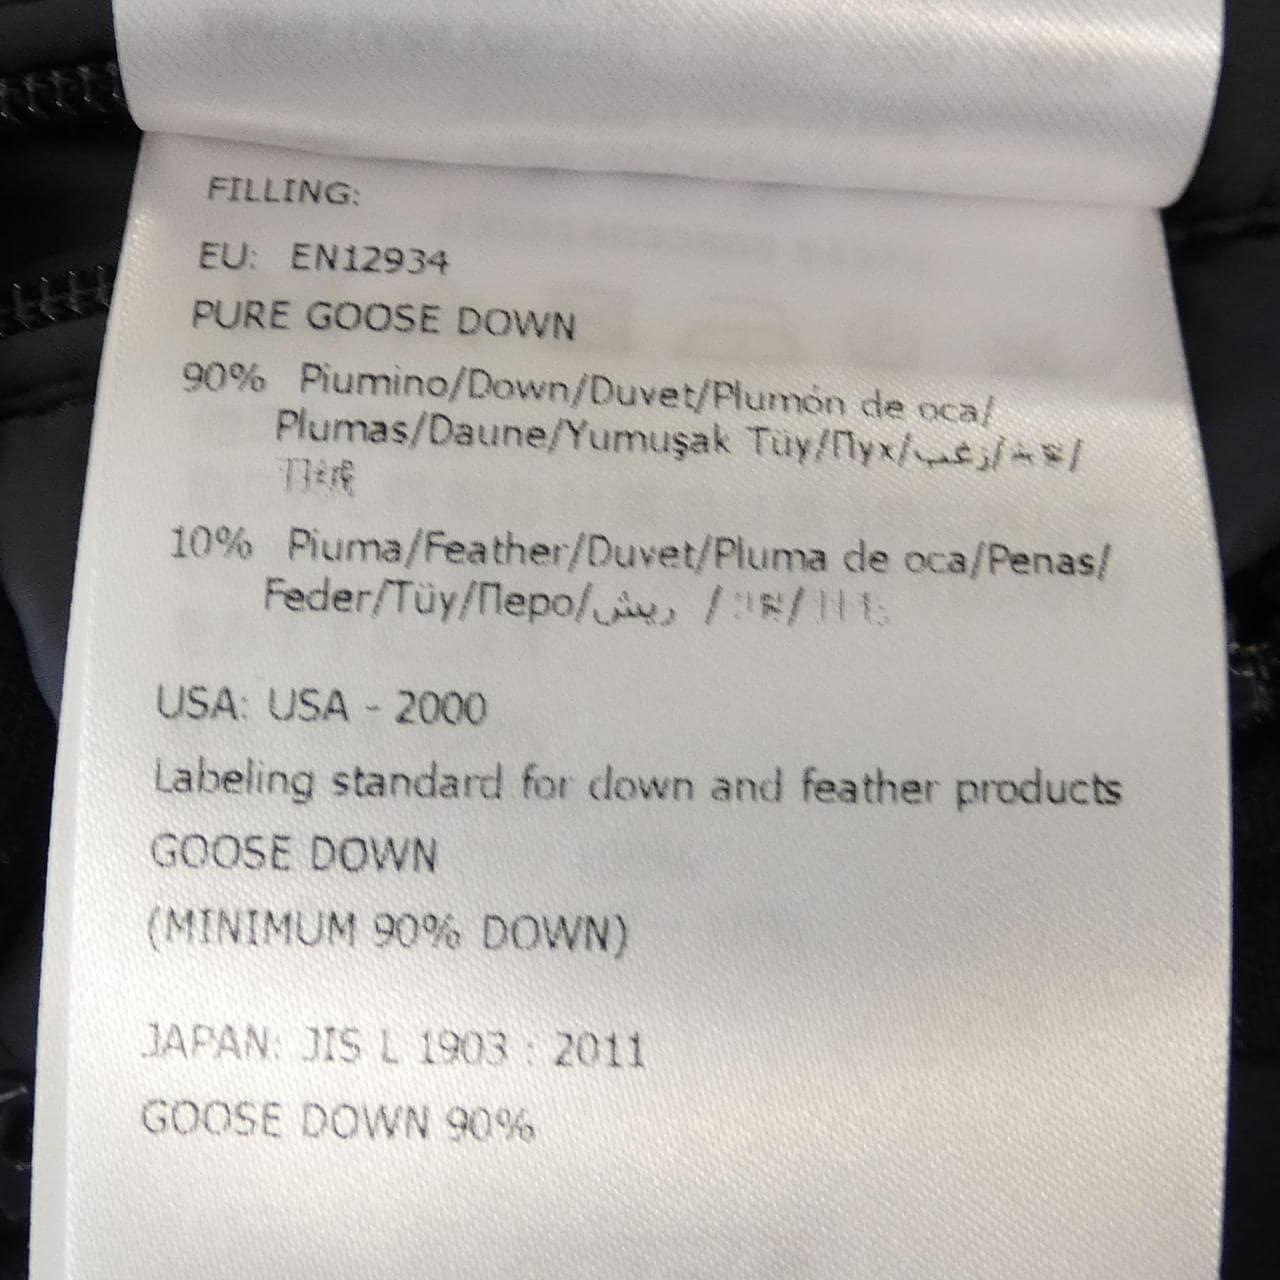 FILLING:
EU: EN12934
PURE GOOSE DOWN
90% Piumino/Down/Duvet/Plumón de oca/
Plumas/Daune/Yumuşak Tüy/Пух/زغب/
10% Piuma/Feather/Duvet/Pluma de oca/Penas/
Feder/Tüy/Перо/ريش /
USA: USA - 2000
Labeling standard for down and feather products
GOOSE DOWN
(MINIMUM 90% DOWN)
JAPAN: JIS L 1903 : 2011
GOOSE DOWN 90%